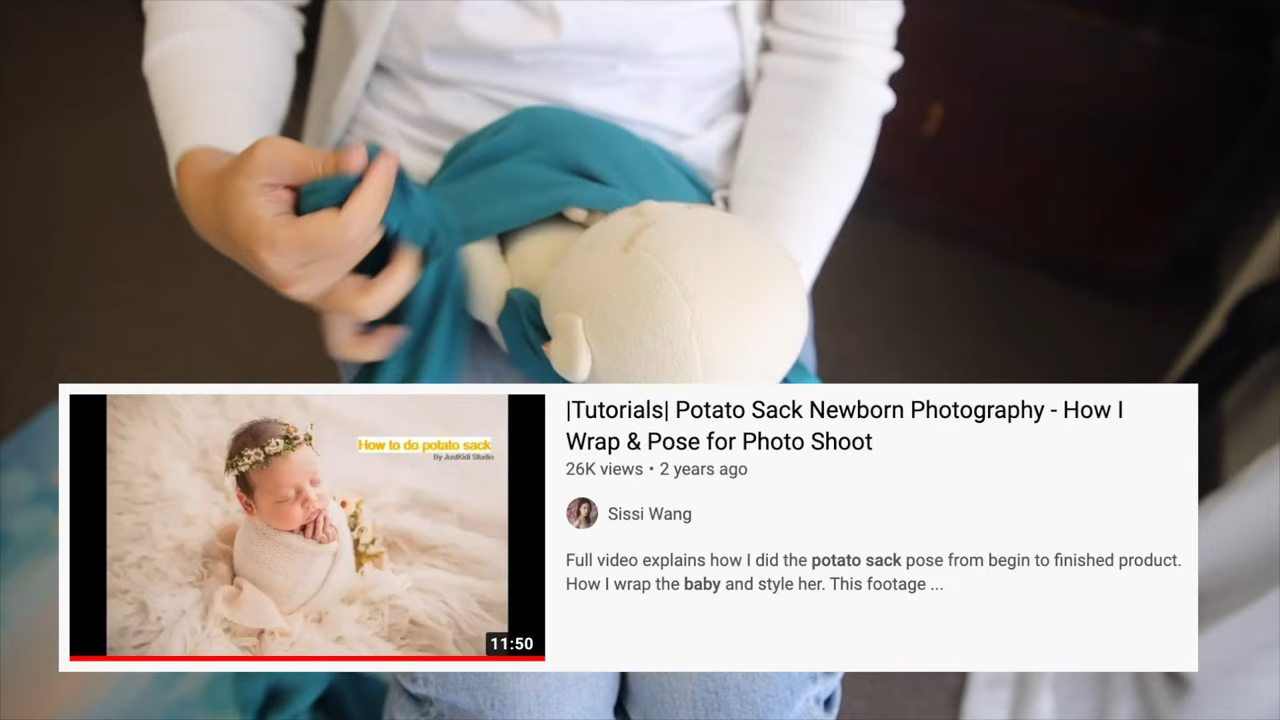 How to do potato sack
By JustKidi Studio
11:50
|Tutorials| Potato Sack Newborn Photography - How I
Wrap & Pose for Photo Shoot
26K views • 2 years ago
Sissi Wang
Full video explains how I did the potato sack pose from begin to finished product.
How I wrap the baby and style her. This footage ...